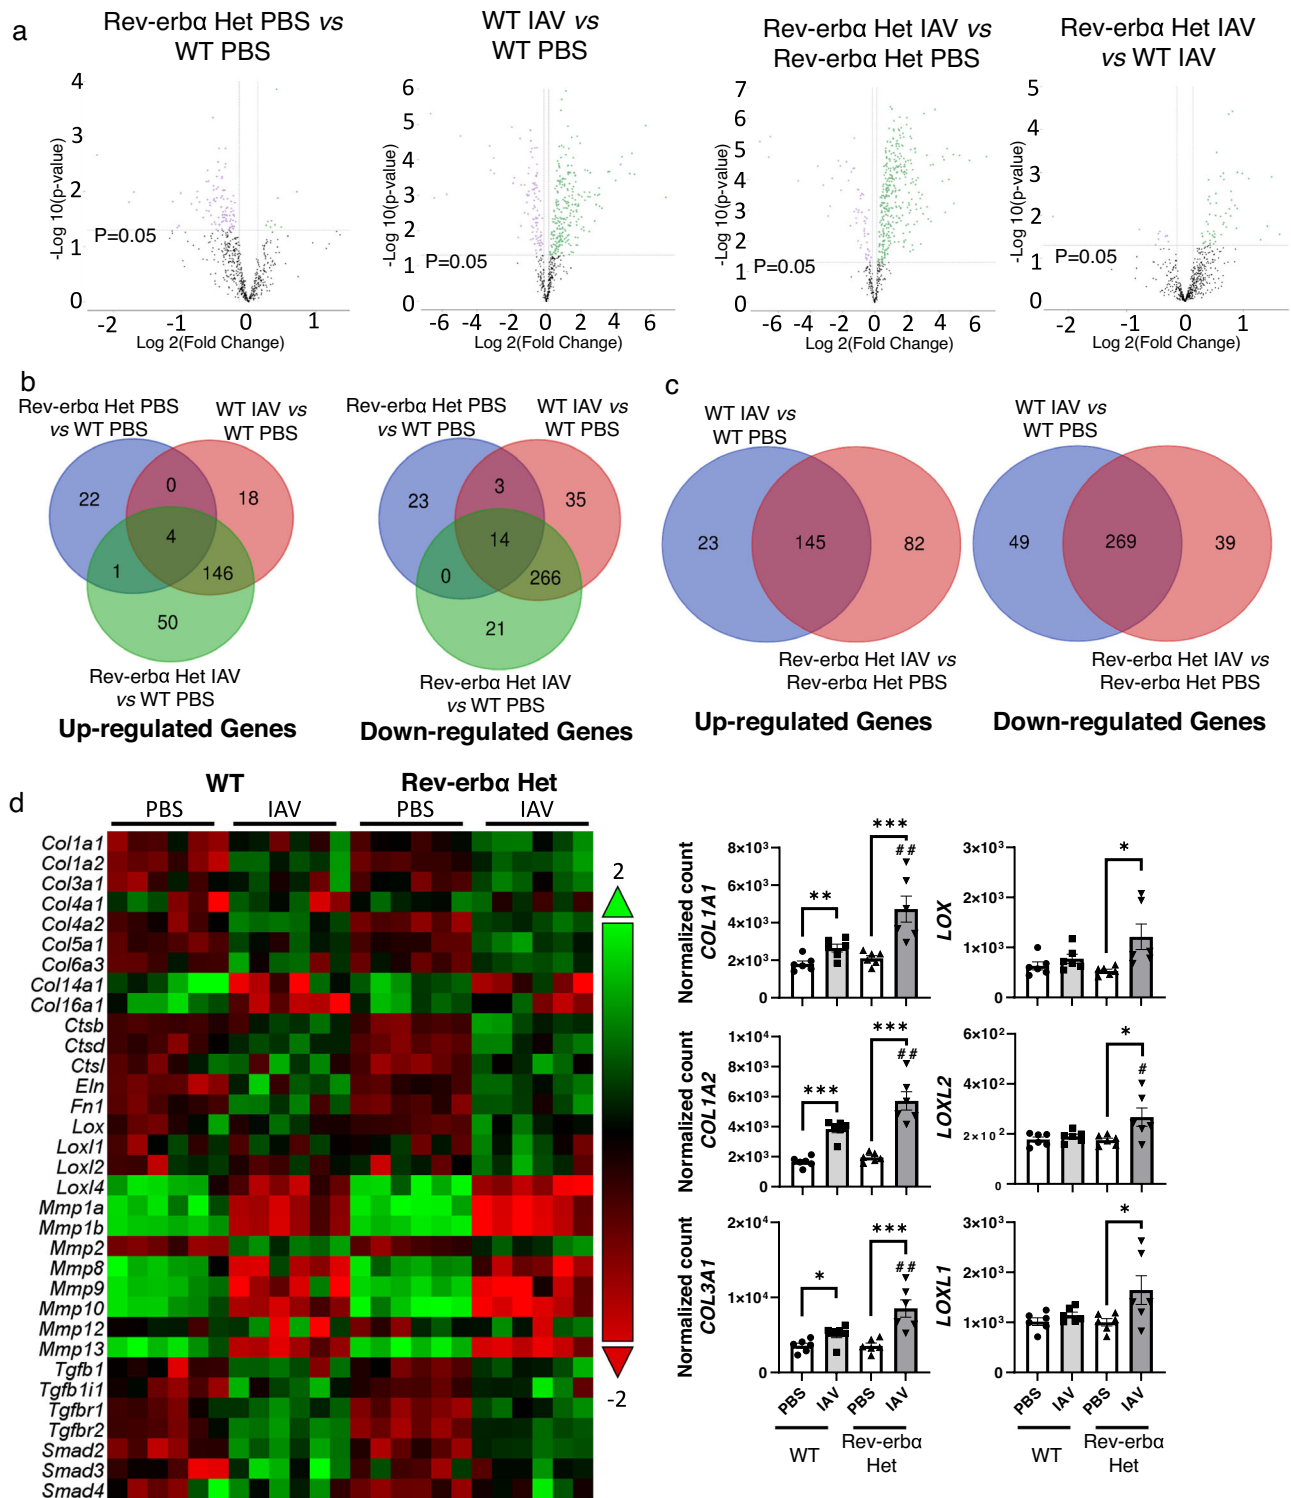 a
Rev-erbα Het PBS vs
WT PBS
WT IAV vs
WT PBS
Rev-erbα Het IAV vs
Rev-erbα Het PBS
Rev-erbα Het IAV
vs WT IAV
-Log 10(p-value)
4
3
2
1
0
P=0.05
-2 -1 0 1
Log 2(Fold Change)
-Log 10(p-value)
6
5
4
3
2
1
0
P=0.05
-6 -4 -2 0 2 4 6
Log 2(Fold Change)
-Log 10(p-value)
7
6
5
4
3
2
1
0
P=0.05
-6 -4 -2 0 2 4 6
Log 2(Fold Change)
-Log 10(p-value)
5
4
3
2
1
0
P=0.05
-2 -1 0 1
Log 2(Fold Change)
b
Rev-erbα Het PBS
vs WT PBS
WT IAV vs
WT PBS
22 0 18
4
1 146
50
Rev-erbα Het IAV
vs WT PBS
Up-regulated Genes
Rev-erbα Het PBS
vs WT PBS
WT IAV vs
WT PBS
23 3 35
14
0 266
21
Rev-erbα Het IAV
vs WT PBS
Down-regulated Genes
c
WT IAV vs
WT PBS
23 145 82
Rev-erbα Het IAV vs
Rev-erbα Het PBS
Up-regulated Genes
WT IAV vs
WT PBS
49 269 39
Rev-erbα Het IAV vs
Rev-erbα Het PBS
Down-regulated Genes
d
WT Rev-erbα Het
PBS IAV PBS IAV
Col1a1
Col1a2
Col3a1
Col4a1
Col4a2
Col5a1
Col6a3
Col14a1
Col16a1
Ctsb
Ctsd
Ctsl
Eln
Fn1
Lox
Loxl1
Loxl2
Loxl4
Mmp1a
Mmp1b
Mmp2
Mmp8
Mmp9
Mmp10
Mmp12
Mmp13
Tgfb1
Tgfb1i1
Tgfbr1
Tgfbr2
Smad2
Smad3
Smad4
2
-2
Normalized count
COL1A1
8×10³
6×10³
4×10³
2×10³
0
**
***
##
LOX
3×10³
2×10³
1×10³
0
*
Normalized count
COL1A2
1×10⁴
8×10³
6×10³
4×10³
2×10³
0
***
***
##
LOXL2
6×10²
4×10²
2×10²
0
*
#
Normalized count
COL3A1
2×10⁴
1×10⁴
0
*
***
##
PBS IAV PBS IAV
WT Rev-erbα
Het
LOXL1
3×10³
2×10³
1×10³
0
*
PBS IAV PBS IAV
WT Rev-erbα
Het